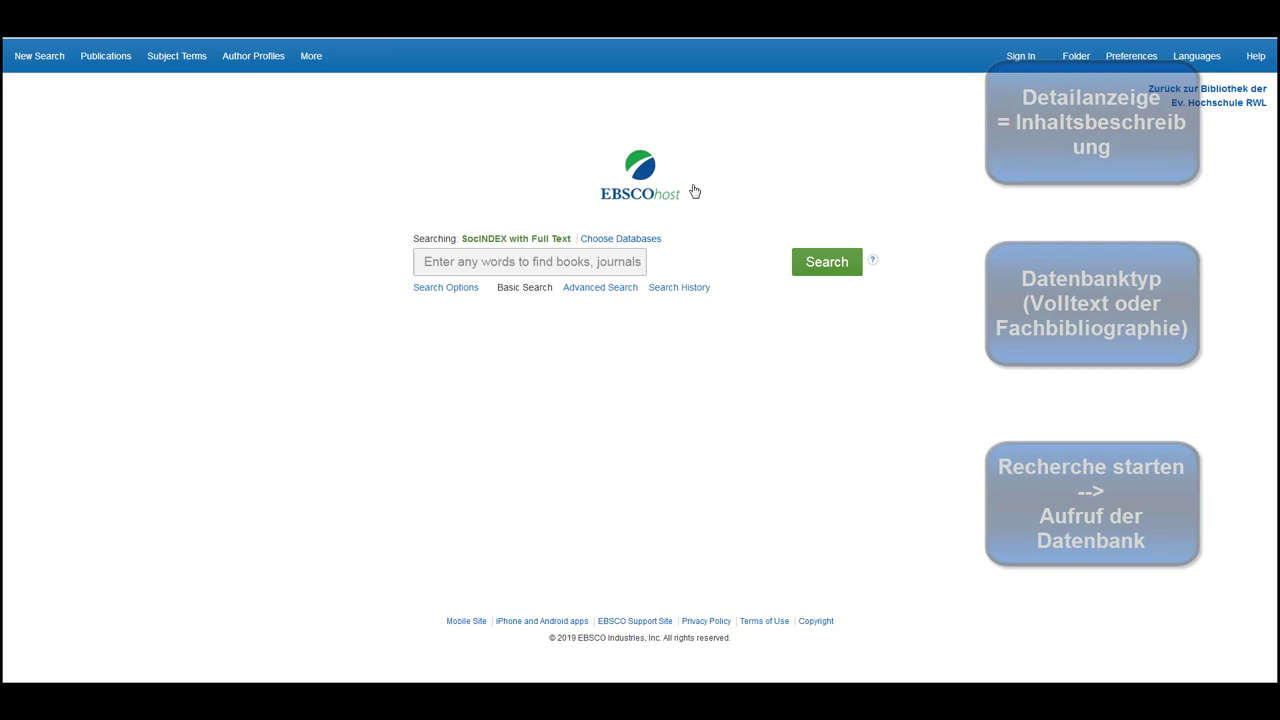 New Search Publications Subject Terms Author Profiles More Sign In Folder Preferences Languages Help
Zurück zur Bibliothek der
Ev. Hochschule RWL
Detailanzeige
= Inhaltsbeschreib
ung
EBSCOhost
Searching: SocINDEX with Full Text Choose Databases
Enter any words to find books, journals
Search ?
Search Options Basic Search Advanced Search Search History
Datenbanktyp
(Volltext oder
Fachbibliographie)
Recherche starten
-->
Aufruf der
Datenbank
Mobile Site iPhone and Android apps EBSCO Support Site Privacy Policy Terms of Use Copyright
© 2019 EBSCO Industries, Inc. All rights reserved.